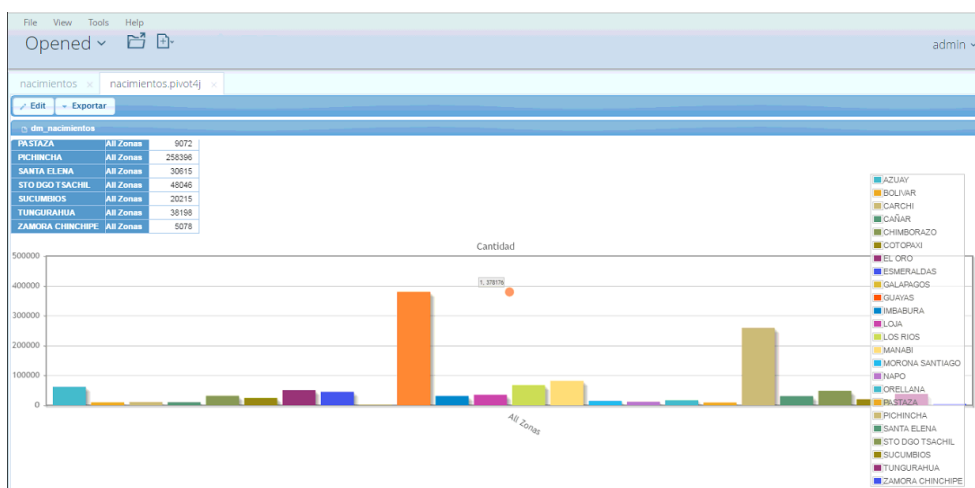 File View Tools Help
Opened admin
nacimientos × nacimientos.pivot4j ×
Edit Exportar
dm_nacimientos
PASTAZA All Zonas 9072
PICHINCHA All Zonas 258396
SANTA ELENA All Zonas 30615
STO DGO TSACHIL All Zonas 48046
SUCUMBIOS All Zonas 20215
TUNGURAHUA All Zonas 38198
ZAMORA CHINCHIPE All Zonas 5078
Cantidad
500000
400000
300000
200000
100000
0
1, 378176
All Zonas
AZUAY
BOLIVAR
CARCHI
CAÑAR
CHIMBORAZO
COTOPAXI
EL ORO
ESMERALDAS
GALAPAGOS
GUAYAS
IMBABURA
LOJA
LOS RIOS
MANABI
MORONA SANTIAGO
NAPO
ORELLANA
PASTAZA
PICHINCHA
SANTA ELENA
STO DGO TSACHIL
SUCUMBIOS
TUNGURAHUA
ZAMORA CHINCHIPE